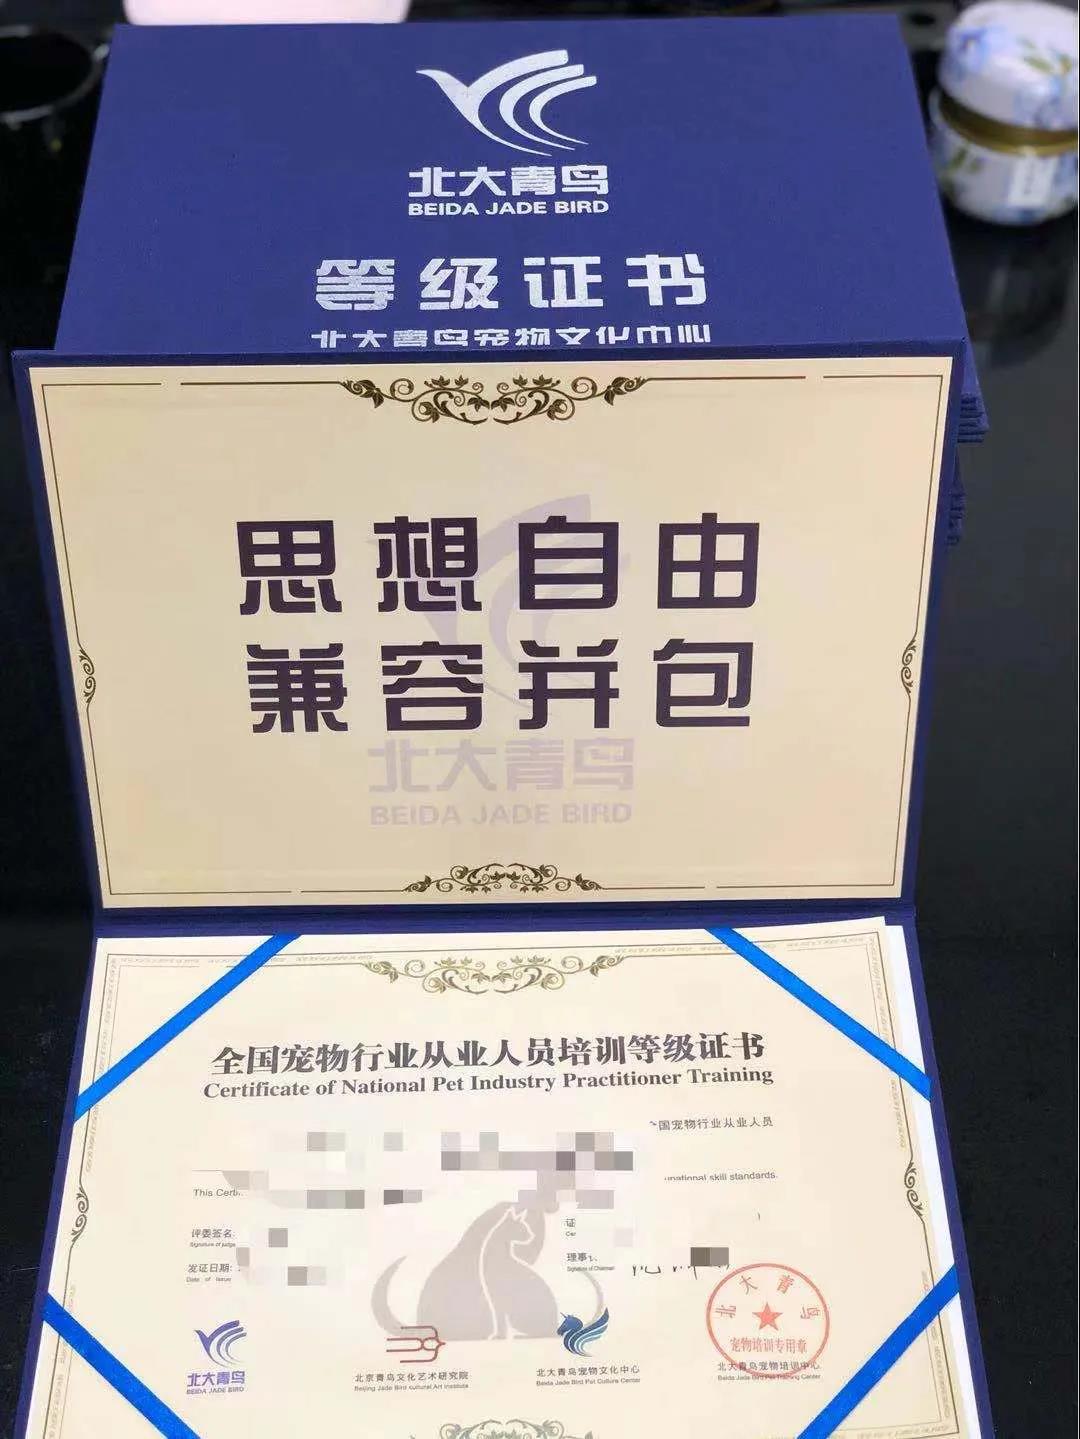 北大青鸟
BEIDA JADE BIRD
等级证书
北大青鸟宠物文化中心
思想自由
兼容并包
北大青鸟
BEIDA JADE BIRD
全国宠物行业从业人员培训等级证书
Certificate of National Pet Industry Practitioner Training
国宠物行业从业人员
skill standards.
This
评委签名
Signature of judge
证
发证日期:
Date of Issue
理事
Signature of Chairman
北大青鸟
宠物培训专用章
北大青鸟
BEIDA JADE BIRD
北京青鸟文化艺术研究院
Beijing Jade Bird cultural Art Institute
北大青鸟宠物文化中心
Beida Jade Bird Pet Culture Center
北大青鸟宠物培训中心
Beida Jade Bird Pet Training Center